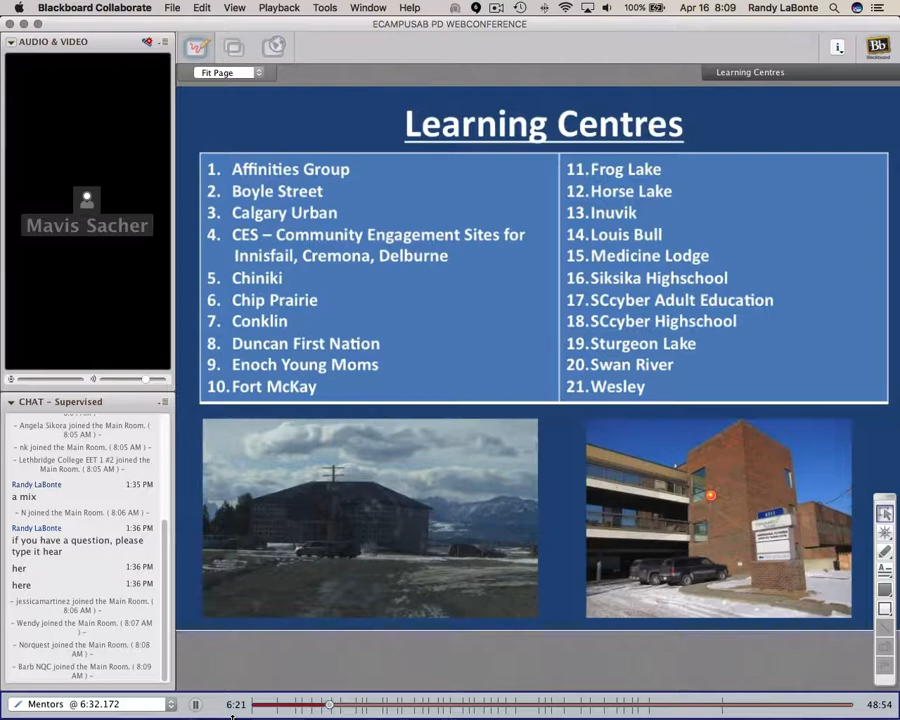 Blackboard Collaborate File Edit View Playback Tools Window Help 100% Apr 16 8:09 Randy LaBonte
ECAMPUSAB PD WEBCONFERENCE
AUDIO & VIDEO
Mavis Sacher
Fit Page
i
Bb
Blackboard
Learning Centres
Learning Centres
1. Affinities Group
2. Boyle Street
3. Calgary Urban
4. CES – Community Engagement Sites for
Innisfail, Cremona, Delburne
5. Chiniki
6. Chip Prairie
7. Conklin
8. Duncan First Nation
9. Enoch Young Moms
10. Fort McKay
11. Frog Lake
12. Horse Lake
13. Inuvik
14. Louis Bull
15. Medicine Lodge
16. Siksika Highschool
17. SCcyber Adult Education
18. SCcyber Highschool
19. Sturgeon Lake
20. Swan River
21. Wesley
CHAT – Supervised
– Angela Sikora joined the Main Room. (
8:05 AM ) –
– nk joined the Main Room. ( 8:05 AM ) –
– Lethbridge College EET 1 #2 joined the
Main Room. ( 8:05 AM ) –
Randy LaBonte 1:35 PM
a mix
– N joined the Main Room. ( 8:06 AM ) –
Randy LaBonte 1:36 PM
if you have a question, please
type it hear
her 1:36 PM
here 1:36 PM
– jessicamartinez joined the Main Room. (
8:06 AM ) –
– Wendy joined the Main Room. ( 8:07 AM
) –
– Norquest joined the Main Room. ( 8:08
AM ) –
– Barb NQC joined the Main Room. ( 8:09
AM ) –
Mentors @ 6:32.172
6:21
48:54